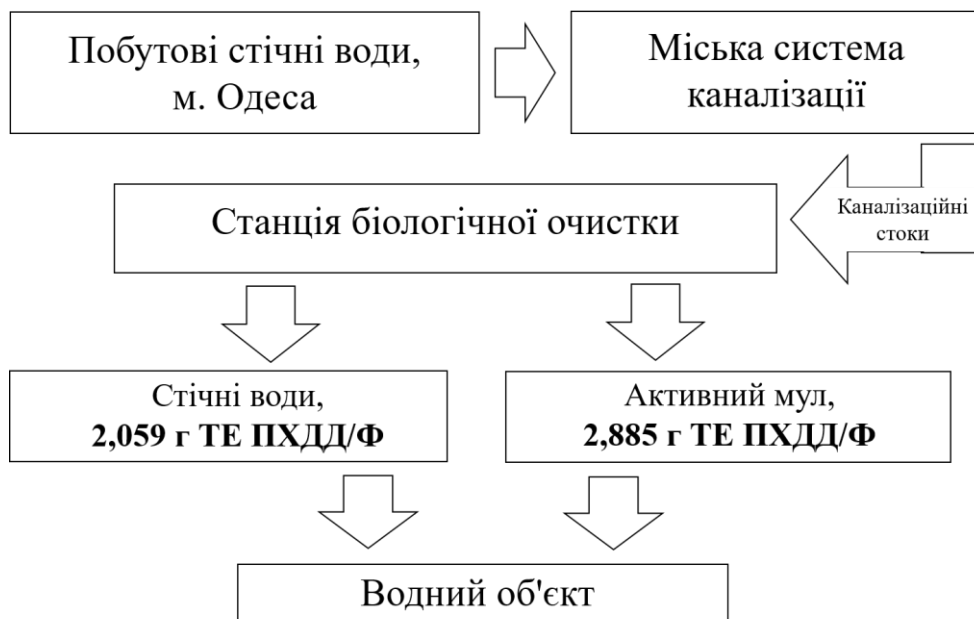 Побутові стічні води,
м. Одеса
Міська система
каналізації
Каналізаційні
стоки
Станція біологічної очистки
Стічні води,
2,059 г ТЕ ПХДД/Ф
Активний мул,
2,885 г ТЕ ПХДД/Ф
Водний об'єкт